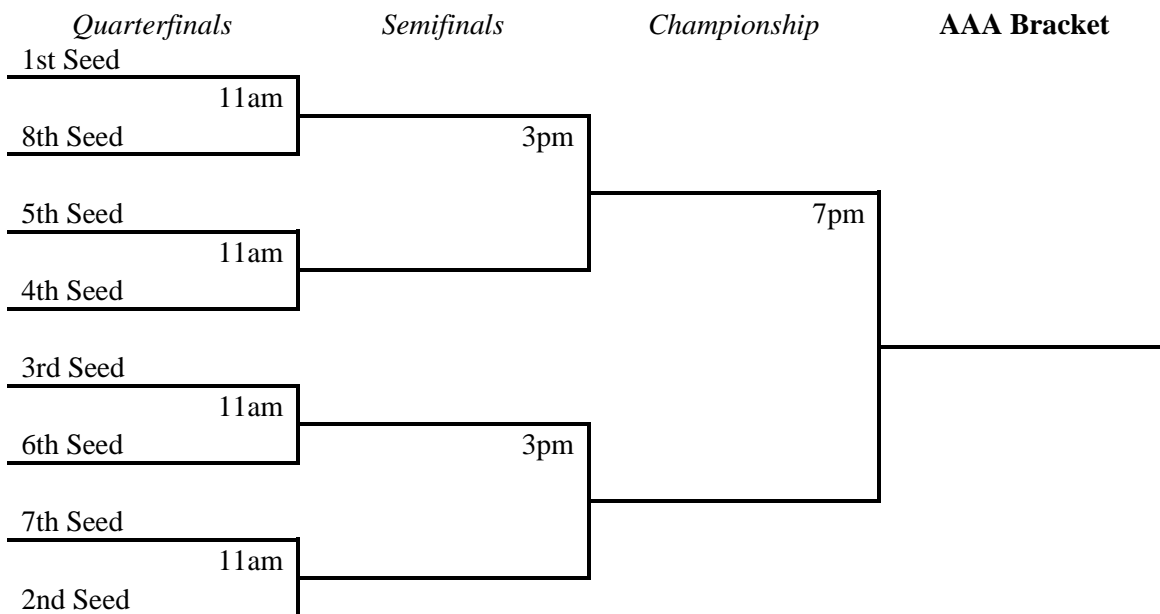 Quarterfinals Semifinals Championship AAA Bracket
1st Seed
11am
8th Seed 3pm
5th Seed 7pm
11am
4th Seed
3rd Seed
11am
6th Seed 3pm
7th Seed
11am
2nd Seed